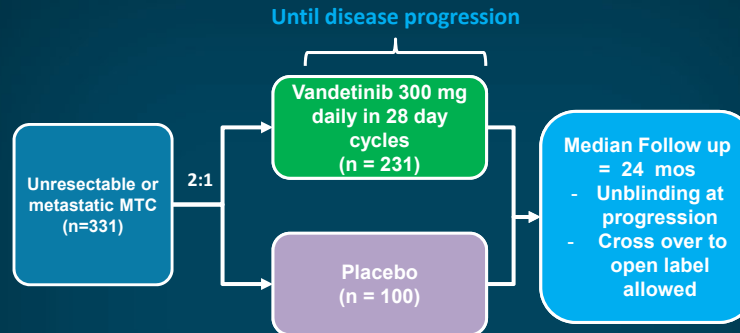 Until disease progression
Vandetinib 300 mg
daily in 28 day
cycles
(n = 231)
Unresectable or
metastatic MTC
(n=331)
2:1
Placebo
(n = 100)
Median Follow up
= 24 mos
- Unblinding at
progression
- Cross over to
open label
allowed